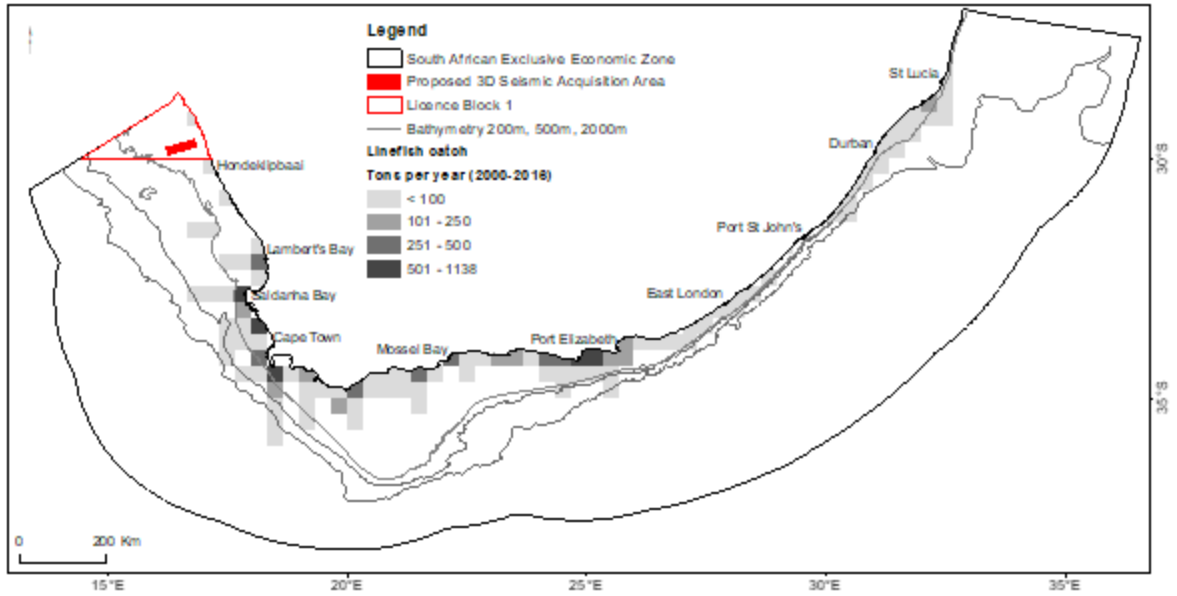 Legend
South African Exclusive Economic Zone
Proposed 3D Seismic Acquisition Area
Licence Block 1
Bathymetry 200m, 500m, 2000m
Linefish catch
Tons per year (2000-2016)
< 100
101 - 250
251 - 500
501 - 1138
St Lucia
Durban
Hondeklipbaai
Port St John's
Lambert's Bay
East London
Saldanha Bay
Cape Town
Mossel Bay
Port Elizabeth
30°S
35°S
0 200 Km
15°E 20°E 25°E 30°E 35°E